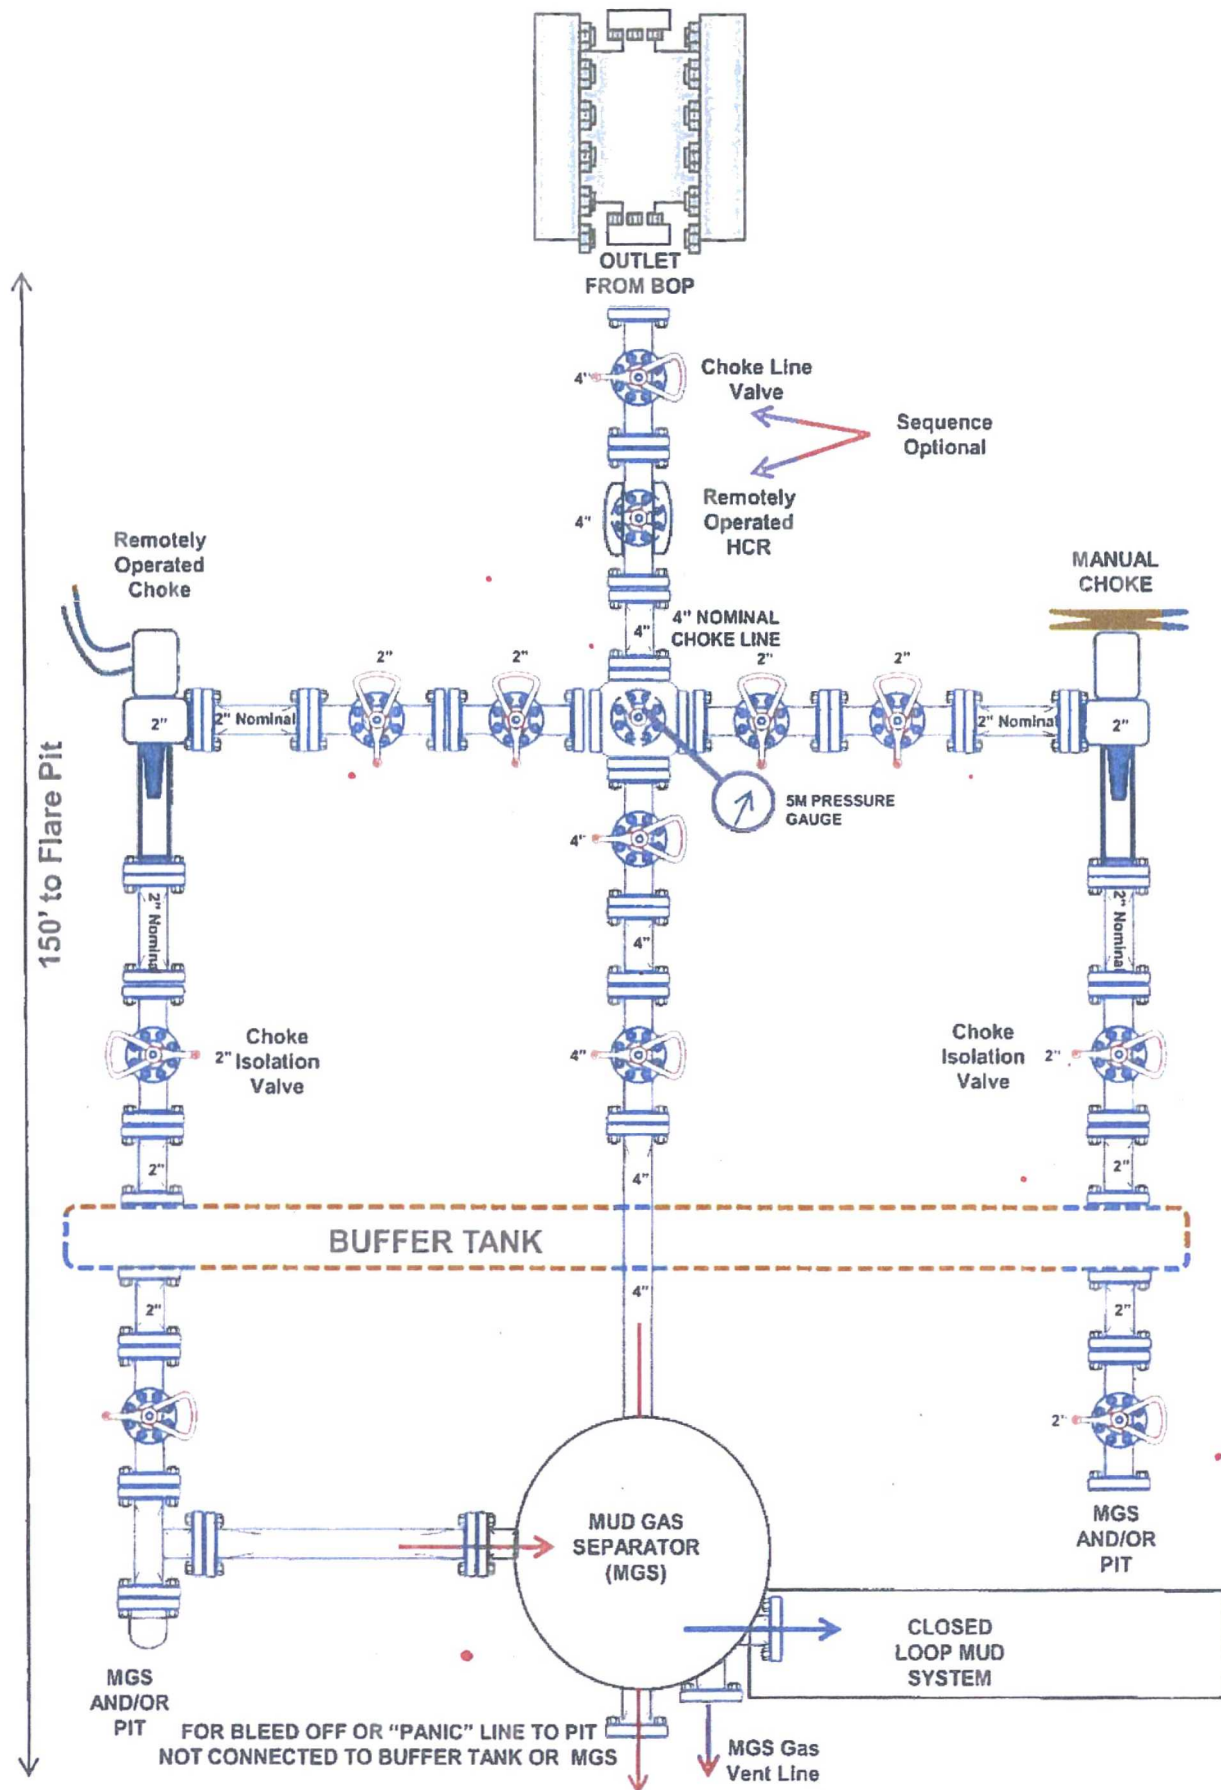 OUTLET
FROM BOP
4"
Choke Line
Valve
Sequence
Optional
4"
Remotely
Operated
HCR
Remotely
Operated
Choke
MANUAL
CHOKE
4"
4" NOMINAL
CHOKE LINE
2"
2"
2"
2"
2"
2" Nominal
2" Nominal
2"
5M PRESSURE
GAUGE
150' to Flare Pit
4"
2" Nominal
4"
2" Nominal
2"
Choke
Isolation
Valve
4"
Choke
Isolation
Valve
2"
2"
4"
2"
BUFFER TANK
2"
4"
2"
2"
MUD GAS
SEPARATOR
(MGS)
MGS
AND/OR
PIT
CLOSED
LOOP MUD
SYSTEM
MGS
AND/OR
PIT
FOR BLEED OFF OR "PANIC" LINE TO PIT
NOT CONNECTED TO BUFFER TANK OR MGS
MGS Gas
Vent Line